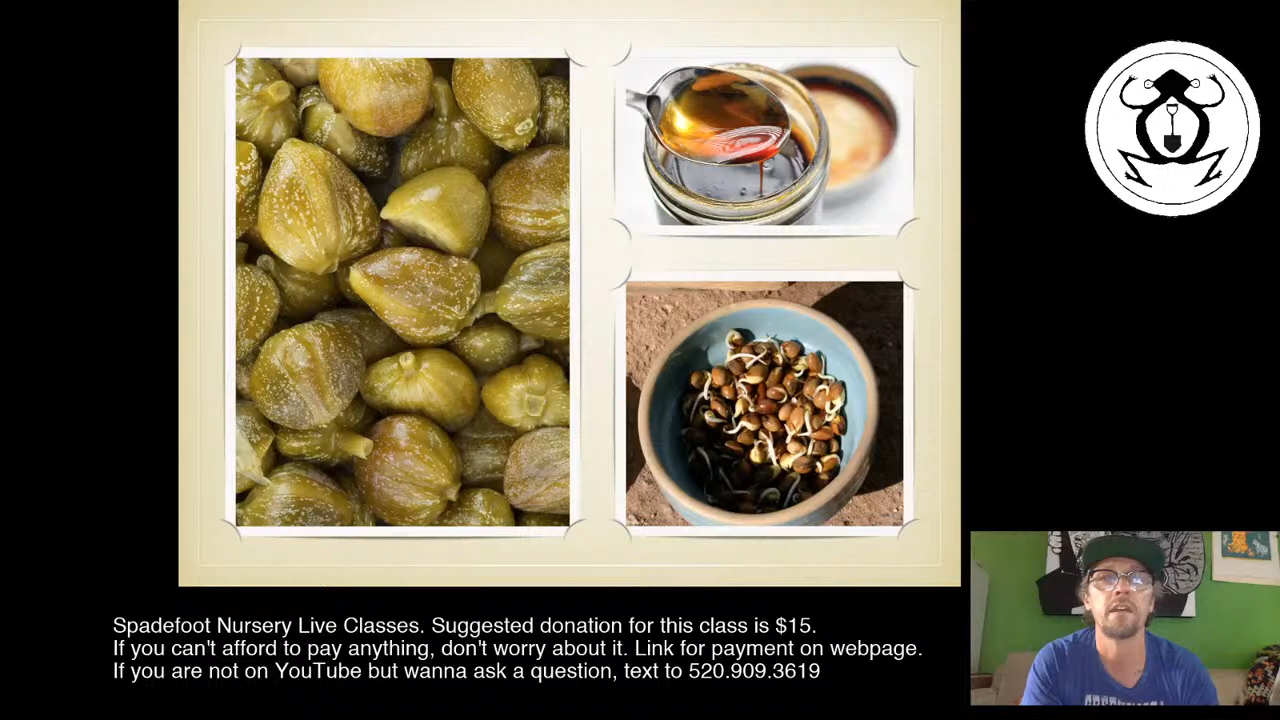 Spadefoot Nursery Live Classes. Suggested donation for this class is $15.
If you can't afford to pay anything, don't worry about it. Link for payment on webpage.
If you are not on YouTube but wanna ask a question, text to 520.909.3619